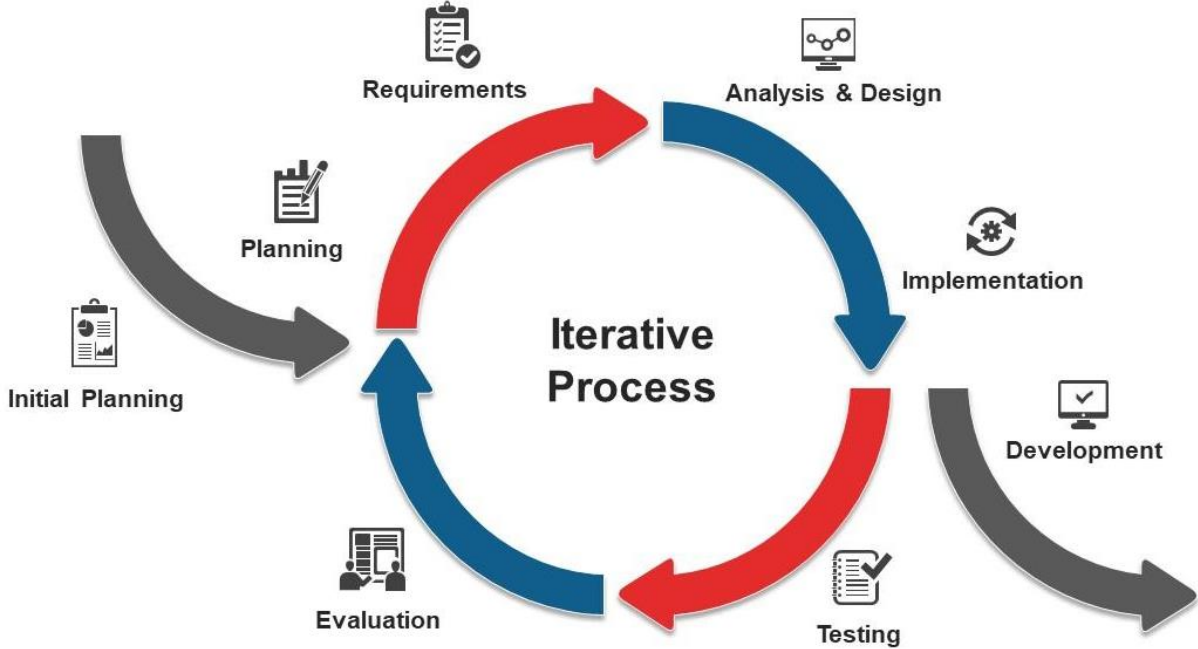 Requirements
Analysis & Design
Planning
Implementation
Initial Planning
Iterative
Process
Development
Evaluation
Testing